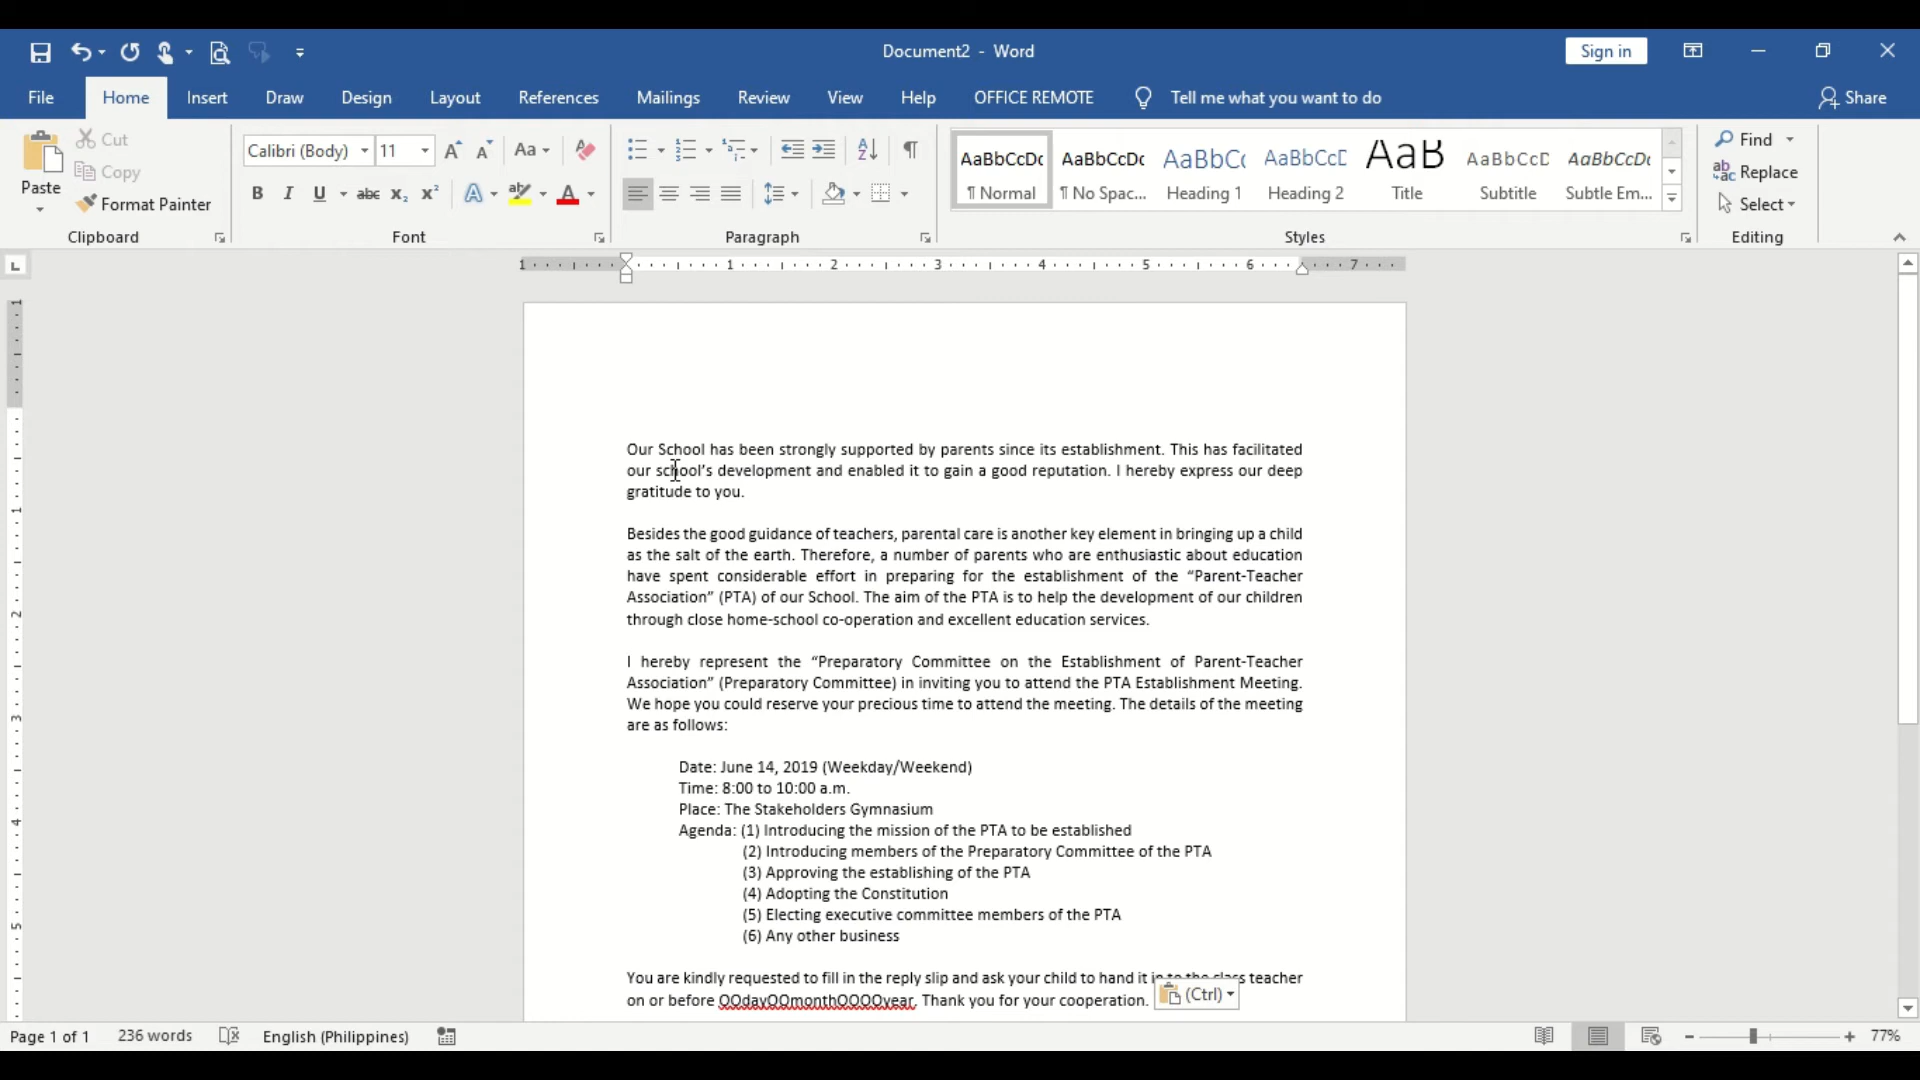 Document2 - Word
Sign in
File Home Insert Draw Design Layout References Mailings Review View Help OFFICE REMOTE Tell me what you want to do Share
Paste
Cut
Copy
Format Painter
Clipboard
Calibri (Body) 11 Aa
B I U abc x₂ x² A A
Font
Paragraph
AaBbCcDc AaBbCcDc AaBbC AaBbCcD AaB AaBbCcD AaBbCcDc
¶ Normal ¶ No Spac... Heading 1 Heading 2 Title Subtitle Subtle Em...
Styles
Find
Replace
Select
Editing
1 1 2 3 4 5 6 7
Our School has been strongly supported by parents since its establishment. This has facilitated
our school’s development and enabled it to gain a good reputation. I hereby express our deep
gratitude to you.
Besides the good guidance of teachers, parental care is another key element in bringing up a child
as the salt of the earth. Therefore, a number of parents who are enthusiastic about education
have spent considerable effort in preparing for the establishment of the “Parent-Teacher
Association” (PTA) of our School. The aim of the PTA is to help the development of our children
through close home-school co-operation and excellent education services.
I hereby represent the “Preparatory Committee on the Establishment of Parent-Teacher
Association” (Preparatory Committee) in inviting you to attend the PTA Establishment Meeting.
We hope you could reserve your precious time to attend the meeting. The details of the meeting
are as follows:
Date: June 14, 2019 (Weekday/Weekend)
Time: 8:00 to 10:00 a.m.
Place: The Stakeholders Gymnasium
Agenda: (1) Introducing the mission of the PTA to be established
(2) Introducing members of the Preparatory Committee of the PTA
(3) Approving the establishing of the PTA
(4) Adopting the Constitution
(5) Electing executive committee members of the PTA
(6) Any other business
You are kindly requested to fill in the reply slip and ask your child to hand it in to the class teacher
on or before OOdayOOmonthOOOOyear. Thank you for your cooperation.
(Ctrl)
Page 1 of 1 236 words English (Philippines) 77%